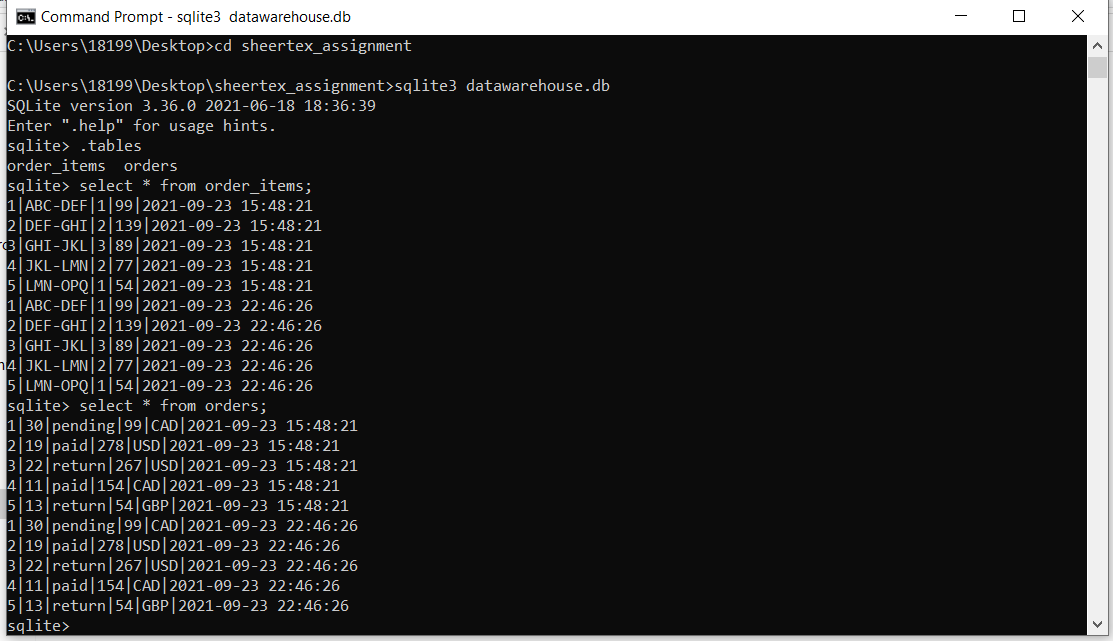 Command Prompt - sqlite3  datawarehouse.db
C:\Users\18199\Desktop>cd sheertex_assignment
C:\Users\18199\Desktop\sheertex_assignment>sqlite3 datawarehouse.db
SQLite version 3.36.0 2021-06-18 18:36:39
Enter ".help" for usage hints.
sqlite> .tables
order_items  orders
sqlite> select * from order_items;
1|ABC-DEF|1|99|2021-09-23 15:48:21
2|DEF-GHI|2|139|2021-09-23 15:48:21
3|GHI-JKL|3|89|2021-09-23 15:48:21
4|JKL-LMN|2|77|2021-09-23 15:48:21
5|LMN-OPQ|1|54|2021-09-23 15:48:21
1|ABC-DEF|1|99|2021-09-23 22:46:26
2|DEF-GHI|2|139|2021-09-23 22:46:26
3|GHI-JKL|3|89|2021-09-23 22:46:26
4|JKL-LMN|2|77|2021-09-23 22:46:26
5|LMN-OPQ|1|54|2021-09-23 22:46:26
sqlite> select * from orders;
1|30|pending|99|CAD|2021-09-23 15:48:21
2|19|paid|278|USD|2021-09-23 15:48:21
3|22|return|267|USD|2021-09-23 15:48:21
4|11|paid|154|CAD|2021-09-23 15:48:21
5|13|return|54|GBP|2021-09-23 15:48:21
1|30|pending|99|CAD|2021-09-23 22:46:26
2|19|paid|278|USD|2021-09-23 22:46:26
3|22|return|267|USD|2021-09-23 22:46:26
4|11|paid|154|CAD|2021-09-23 22:46:26
5|13|return|54|GBP|2021-09-23 22:46:26
sqlite>